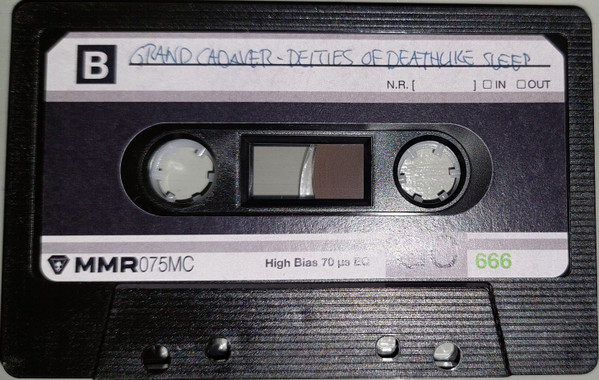 B GRAND CADAVER - DEITIES OF DEATHLIKE SLEEP
N.R. [ ] IN OUT
MMR075MC High Bias 70 µs EQ 666